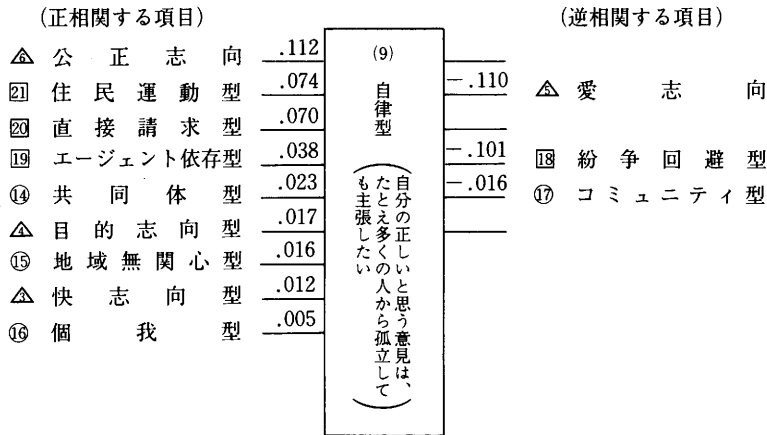 (正相関する項目)
(逆相関する項目)
△6 公正志向 .112
□21 住民運動型 .074
□20 直接請求型 .070
□19 エージェント依存型 .038
⑭ 共同体型 .023
△4 目的志向型 .017
⑮ 地域無関心型 .016
△3 快志向型 .012
⑯ 個我型 .005
(9)
自律型
(自分の正しいと思う意見は、
たとえ多くの人から孤立して
も主張したい)
-.110 △5 愛志向
-.101 □18 紛争回避型
-.016 ⑰ コミュニティ型